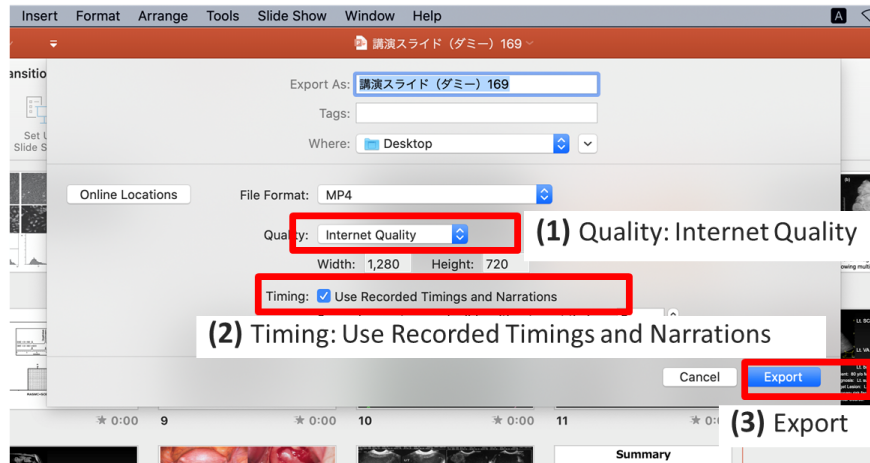 Insert Format Arrange Tools Slide Show Window Help A
講演スライド（ダミー）169
Export As: 講演スライド（ダミー）169
Tags:
Where: Desktop
Set
Slide S
Online Locations File Format: MP4
Quality: Internet Quality
(1) Quality: Internet Quality
Width: 1,280 Height: 720
Timing: Use Recorded Timings and Narrations
(2) Timing: Use Recorded Timings and Narrations
Cancel Export
(3) Export
0:00 9 0:00 10 0:00 11 0:
Summary